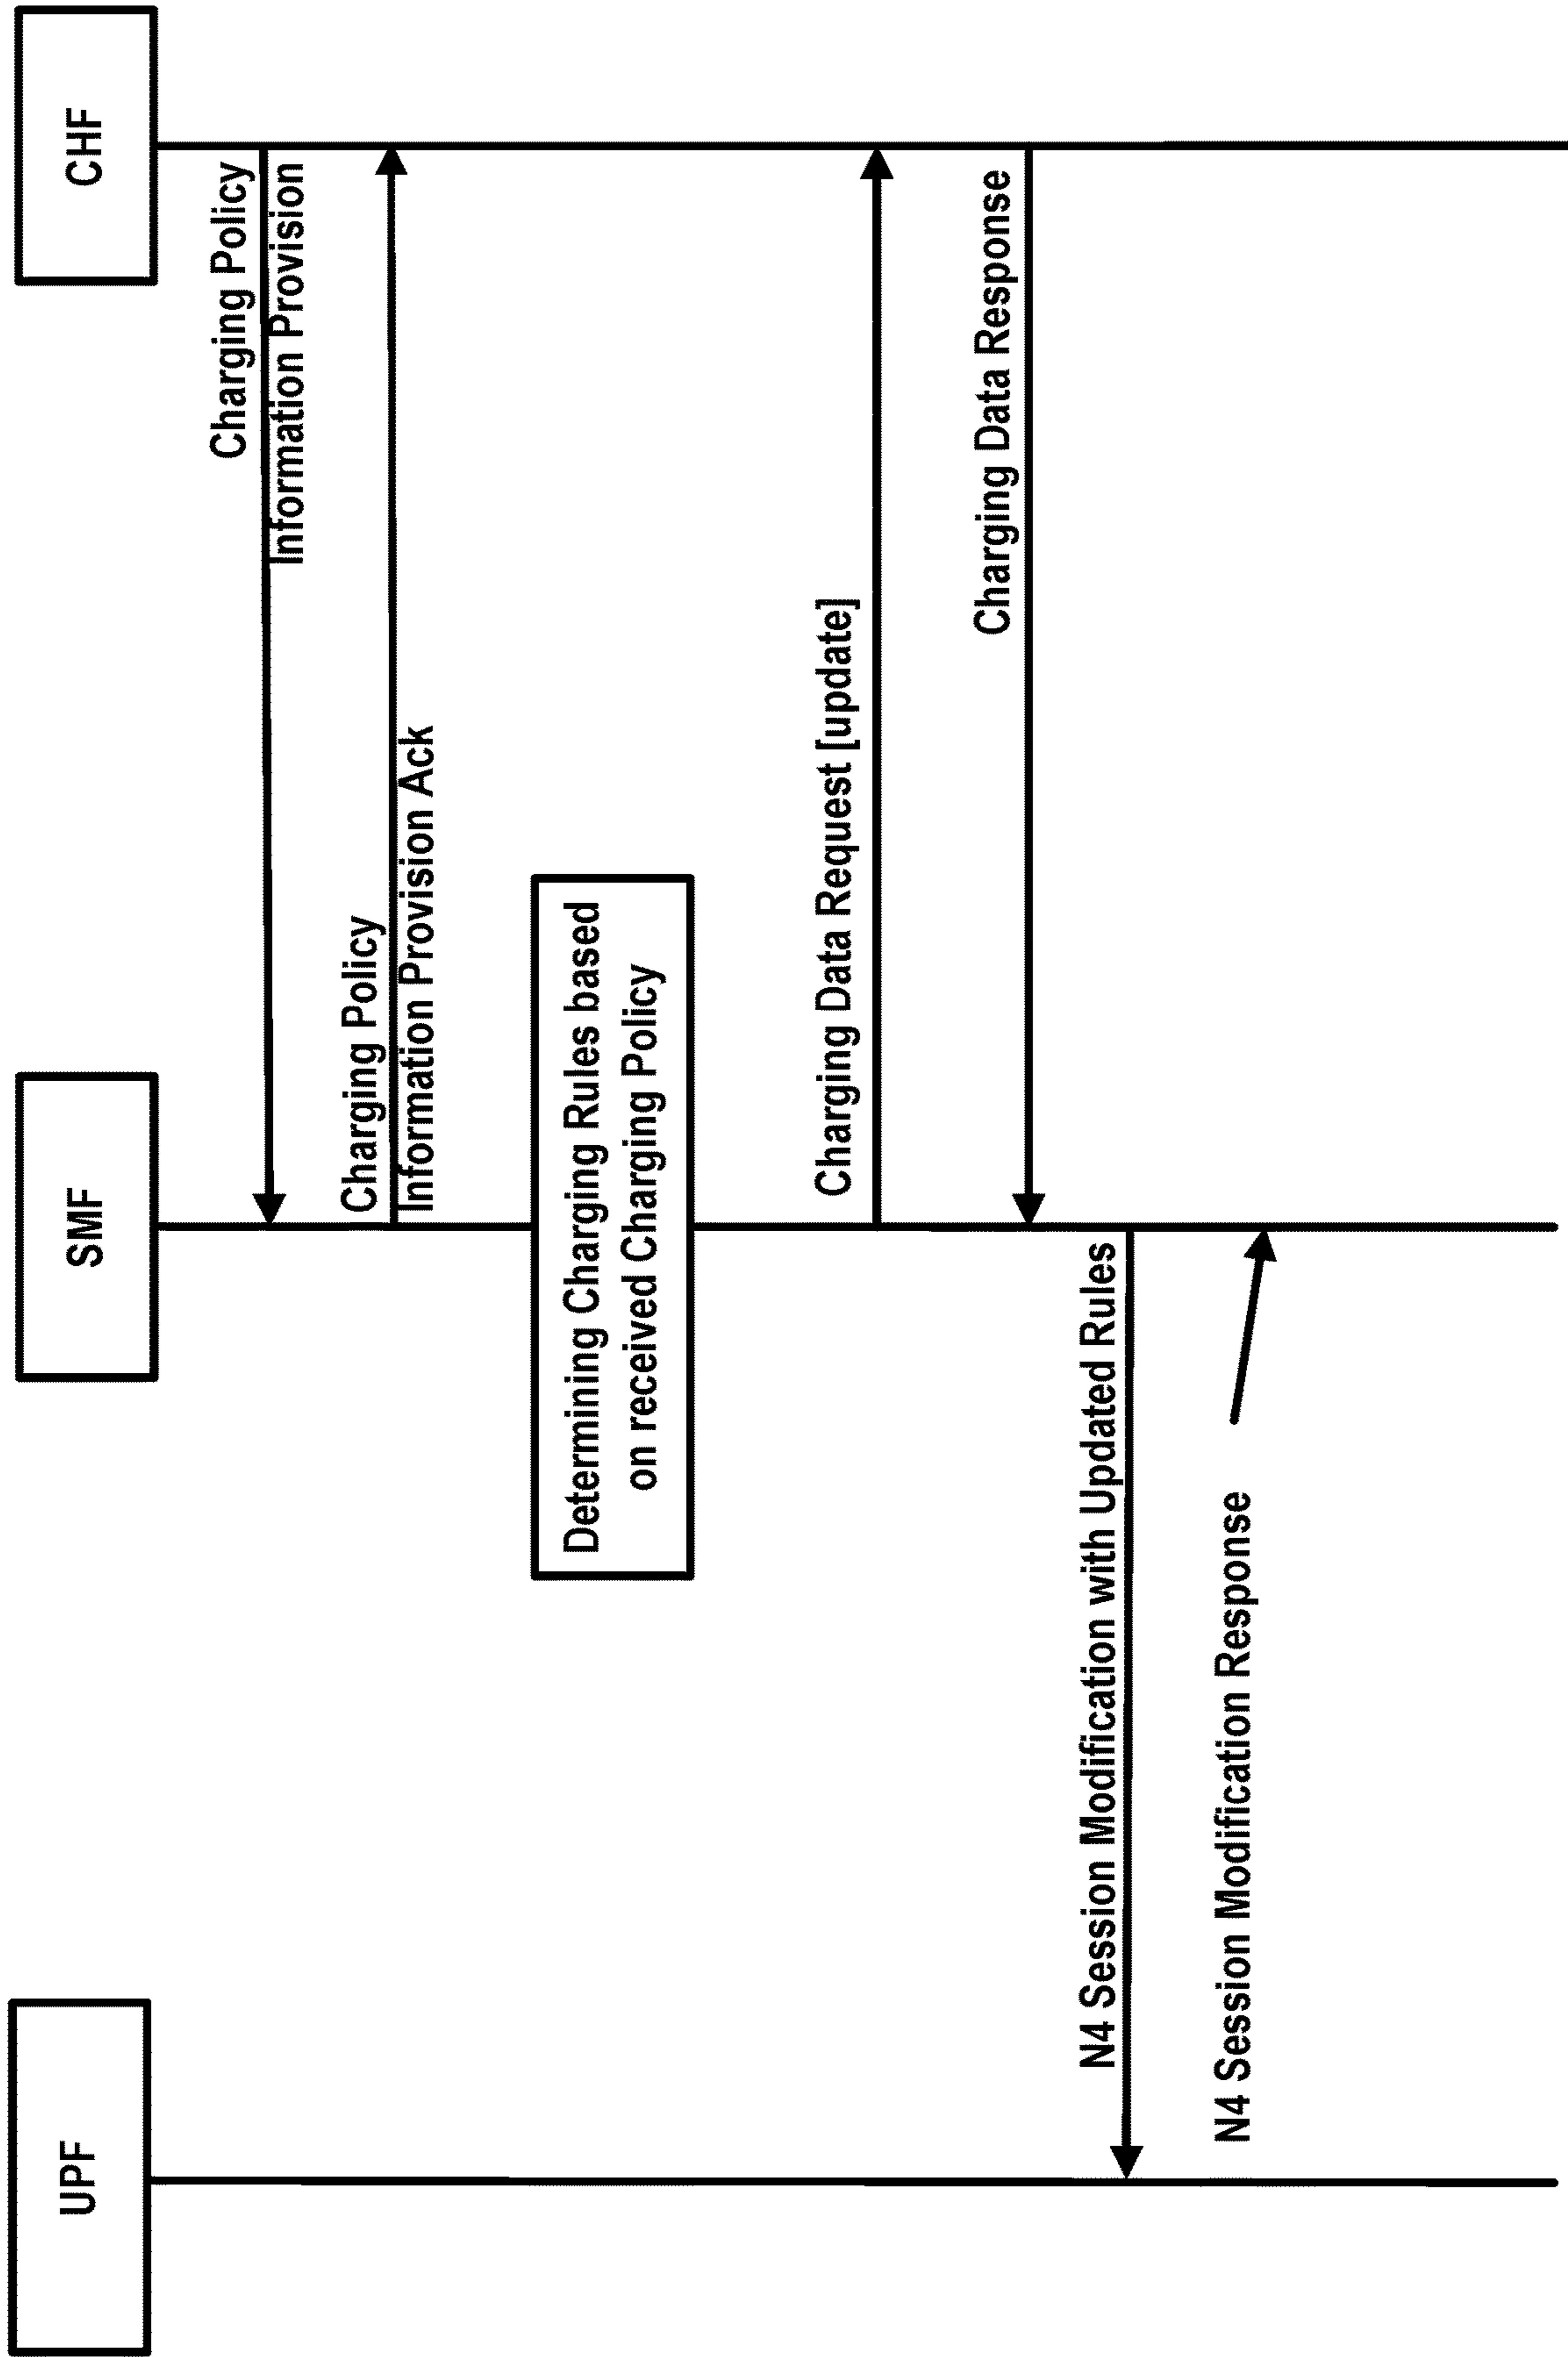 UPF
SMF
CHF
Charging Policy
Information Provision
Charging Policy
Information Provision Ack
Determining Charging Rules based
on received Charging Policy
Charging Data Request [update]
Charging Data Response
N4 Session Modification with Updated Rules
N4 Session Modification Response